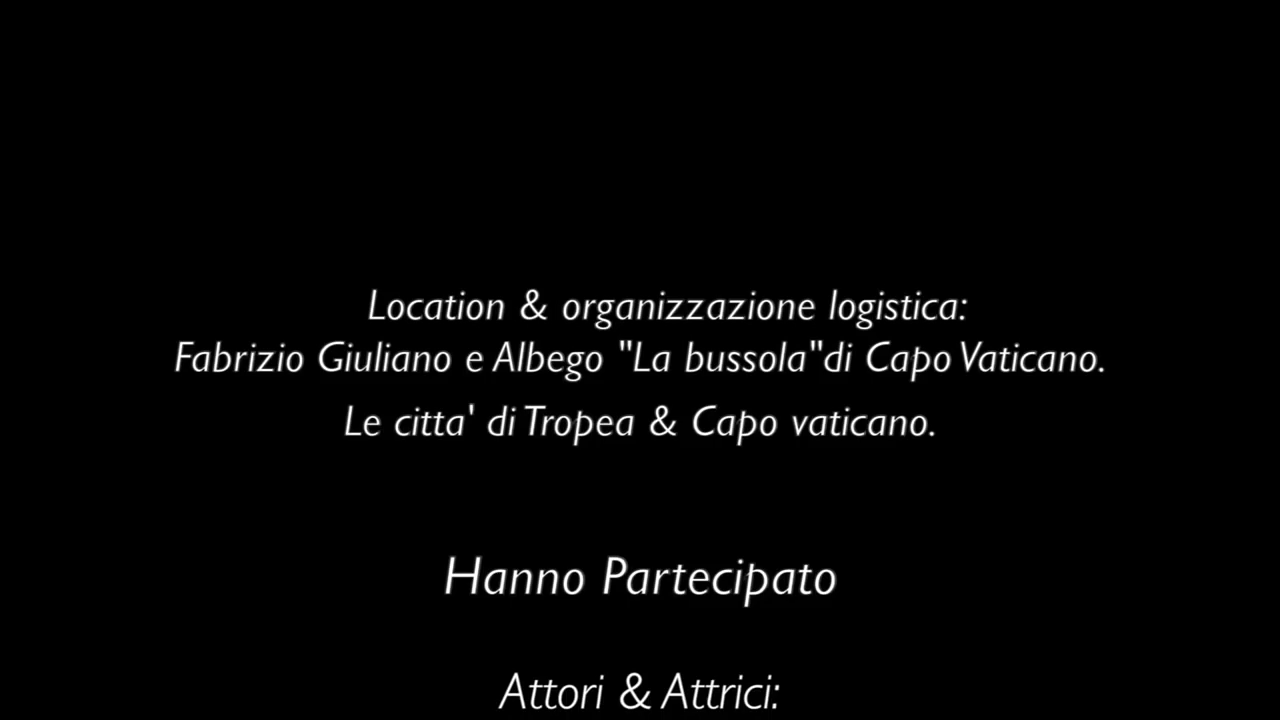 Location & organizzazione logistica:
Fabrizio Giuliano e Albego "La bussola"di Capo Vaticano.
Le citta' di Tropea & Capo vaticano.
Hanno Partecipato
Attori & Attrici: